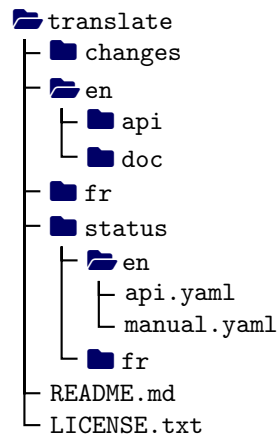 translate
changes
en
api
doc
fr
status
en
api.yaml
manual.yaml
fr
README.md
LICENSE.txt